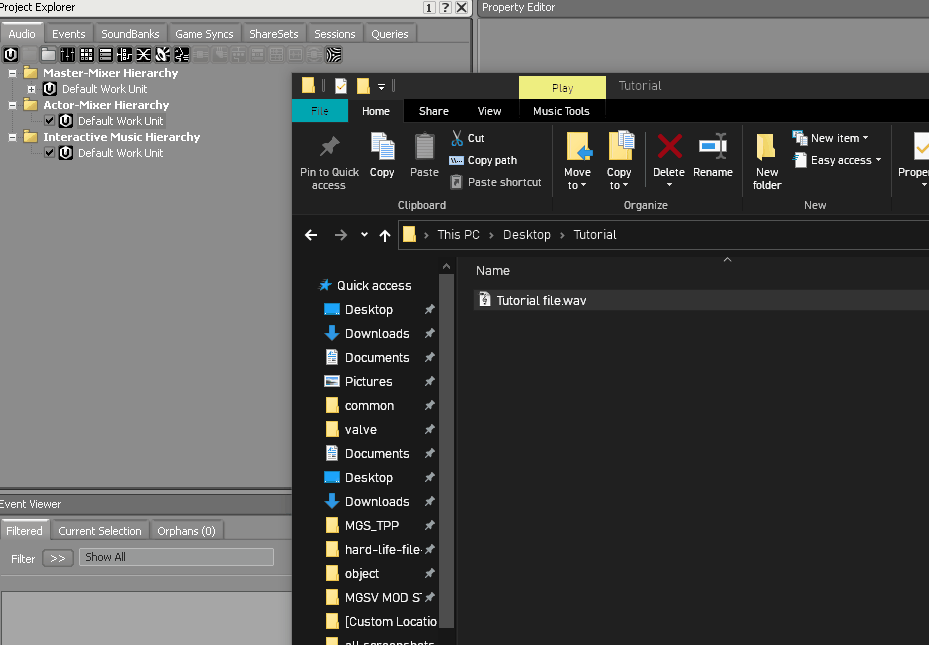 Project Explorer
Property Editor
Audio Events SoundBanks Game Syncs ShareSets Sessions Queries
Master-Mixer Hierarchy
Default Work Unit
Actor-Mixer Hierarchy
Default Work Unit
Interactive Music Hierarchy
Default Work Unit
Event Viewer
Filtered Current Selection Orphans (0)
Filter >> Show All
Play Tutorial
File Home Share View Music Tools
Pin to Quick access
Copy
Paste
Cut
Copy path
Paste shortcut
Clipboard
Move to
Copy to
Delete
Rename
Organize
New folder
New item
Easy access
New
Proper
This PC > Desktop > Tutorial
Name
Tutorial file.wav
Quick access
Desktop
Downloads
Documents
Pictures
common
valve
Documents
Desktop
Downloads
MGS_TPP
hard-life-file-
object
MGSV MOD ST
[Custom Locatio
all screenshots